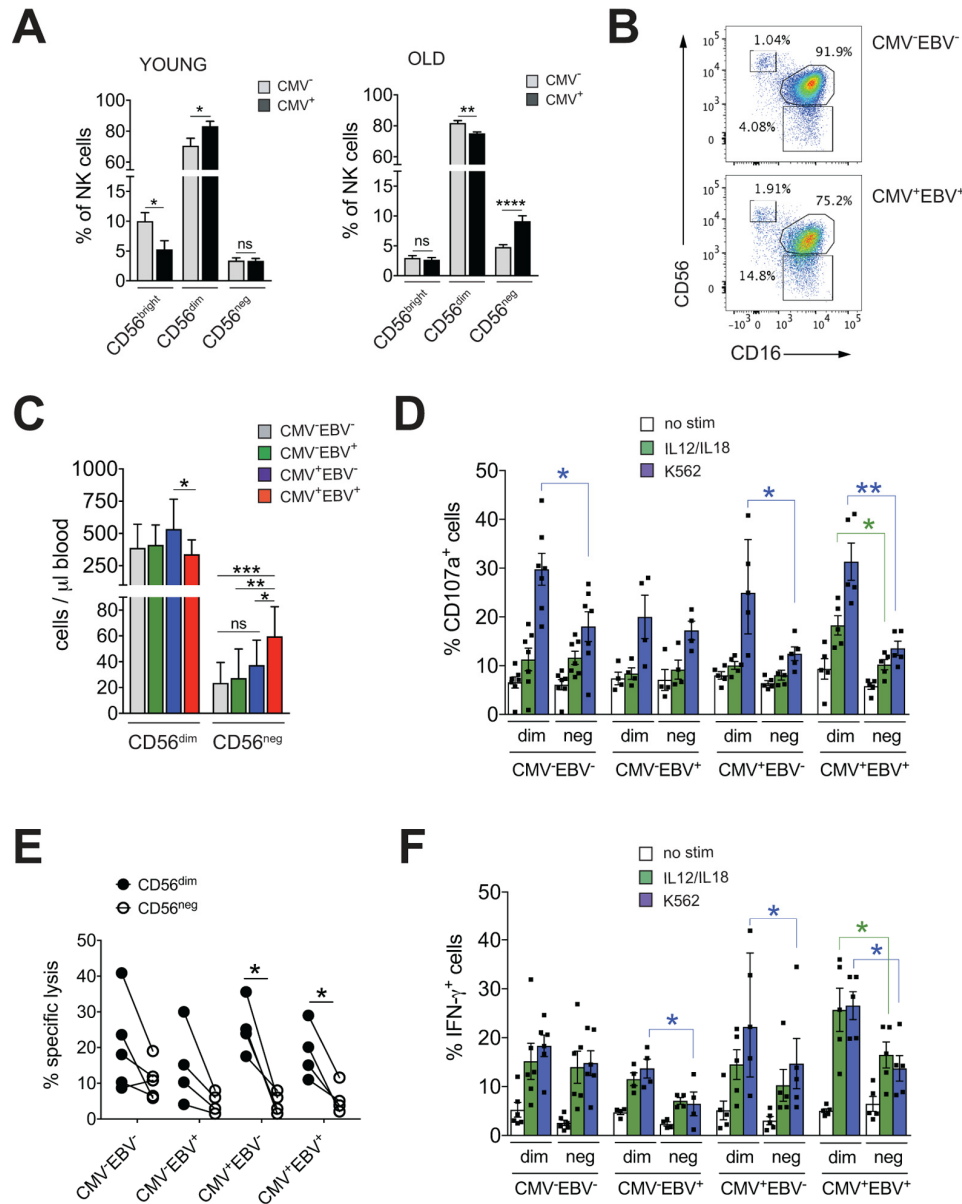 A
YOUNG
CMV⁻
CMV⁺
% of NK cells
100
80
60
15
10
5
0
*
*
ns
CD56ᵇʳⁱᵍʰᵗ
CD56ᵈⁱᵐ
CD56ⁿᵉᵍ
OLD
CMV⁻
CMV⁺
% of NK cells
100
80
60
15
10
5
0
ns
**
****
CD56ᵇʳⁱᵍʰᵗ
CD56ᵈⁱᵐ
CD56ⁿᵉᵍ
B
CMV⁻EBV⁻
10⁵
10⁴
10³
0
1.04%
91.9%
4.08%
CMV⁺EBV⁺
10⁵
10⁴
10³
0
1.91%
75.2%
14.8%
-10³ 0 10³ 10⁴ 10⁵
CD56
CD16
C
CMV⁻EBV⁻
CMV⁻EBV⁺
CMV⁺EBV⁻
CMV⁺EBV⁺
cells / µl blood
1000
750
500
250
80
60
40
20
0
*
***
**
*
ns
CD56ᵈⁱᵐ
CD56ⁿᵉᵍ
D
no stim
IL12/IL18
K562
% CD107a⁺ cells
50
40
30
20
10
0
*
*
**
*
dim neg dim neg dim neg dim neg
CMV⁻EBV⁻ CMV⁻EBV⁺ CMV⁺EBV⁻ CMV⁺EBV⁺
E
CD56ᵈⁱᵐ
CD56ⁿᵉᵍ
% specific lysis
50
40
30
20
10
0
*
*
CMV⁻EBV⁻
CMV⁻EBV⁺
CMV⁺EBV⁻
CMV⁺EBV⁺
F
no stim
IL12/IL18
K562
% IFN-γ⁺ cells
50
40
30
20
10
0
*
*
*
*
dim neg dim neg dim neg dim neg
CMV⁻EBV⁻ CMV⁻EBV⁺ CMV⁺EBV⁻ CMV⁺EBV⁺